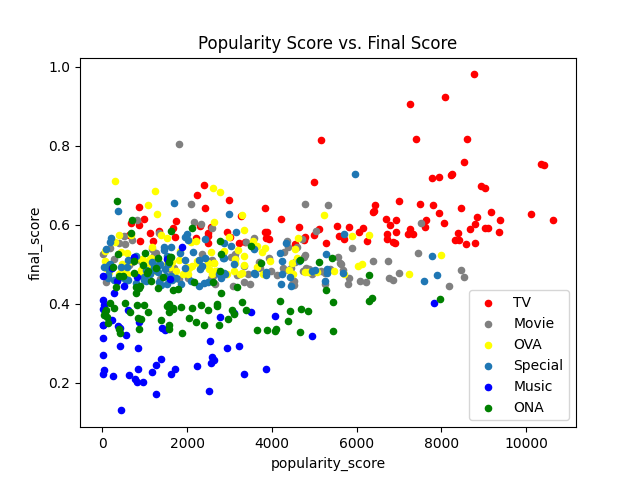 Popularity Score vs. Final Score
final_score
1.0
0.8
0.6
0.4
0.2
TV
Movie
OVA
Special
Music
ONA
0 2000 4000 6000 8000 10000
popularity_score